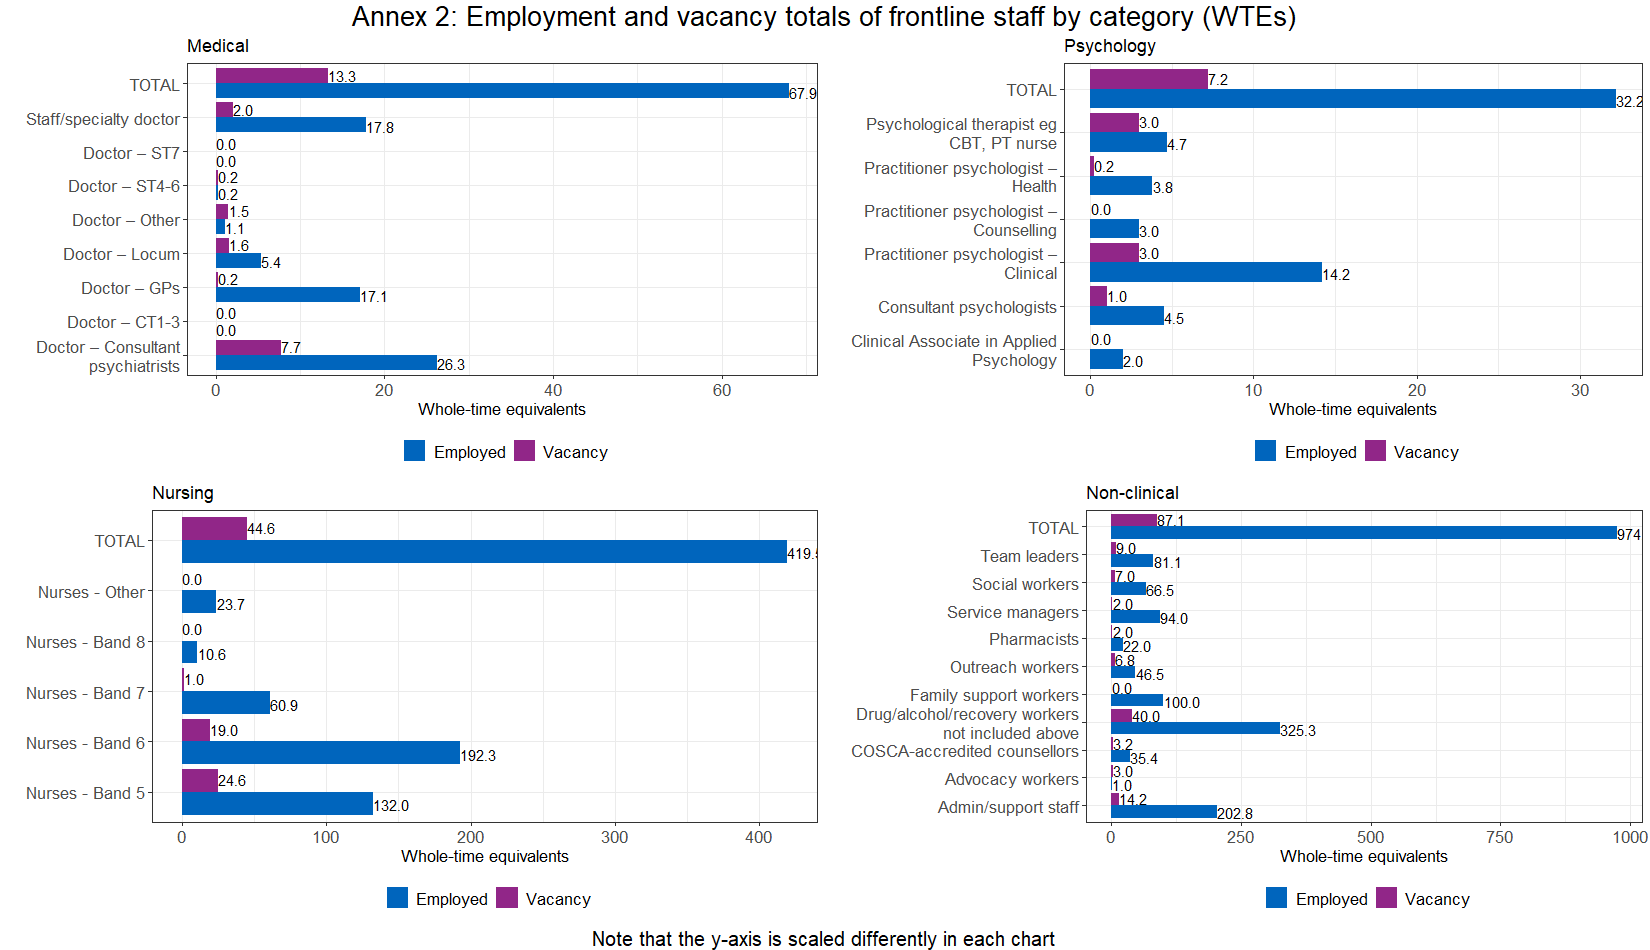 Annex 2: Employment and vacancy totals of frontline staff by category (WTEs)
Medical
TOTAL
13.3
67.9
Staff/specialty doctor
2.0
17.8
Doctor – ST7
0.0
0.0
Doctor – ST4-6
0.2
0.2
Doctor – Other
1.5
1.1
Doctor – Locum
1.6
5.4
Doctor – GPs
0.2
17.1
Doctor – CT1-3
0.0
0.0
Doctor – Consultant
psychiatrists
7.7
26.3
0 20 40 60
Whole-time equivalents
Employed Vacancy
Psychology
TOTAL
7.2
32.2
Psychological therapist eg
CBT, PT nurse
3.0
4.7
Practitioner psychologist –
Health
0.2
3.8
Practitioner psychologist –
Counselling
0.0
3.0
Practitioner psychologist –
Clinical
3.0
14.2
Consultant psychologists
1.0
4.5
Clinical Associate in Applied
Psychology
0.0
2.0
0 10 20 30
Whole-time equivalents
Employed Vacancy
Nursing
TOTAL
44.6
419.5
Nurses - Other
0.0
23.7
Nurses - Band 8
0.0
10.6
Nurses - Band 7
1.0
60.9
Nurses - Band 6
19.0
192.3
Nurses - Band 5
24.6
132.0
0 100 200 300 400
Whole-time equivalents
Employed Vacancy
Non-clinical
TOTAL
87.1
974
Team leaders
9.0
81.1
Social workers
7.0
66.5
Service managers
2.0
94.0
Pharmacists
2.0
22.0
Outreach workers
6.8
46.5
Family support workers
0.0
100.0
Drug/alcohol/recovery workers
not included above
40.0
325.3
COSCA-accredited counsellors
3.2
35.4
Advocacy workers
3.0
1.0
Admin/support staff
14.2
202.8
0 250 500 750 1000
Whole-time equivalents
Employed Vacancy
Note that the y-axis is scaled differently in each chart